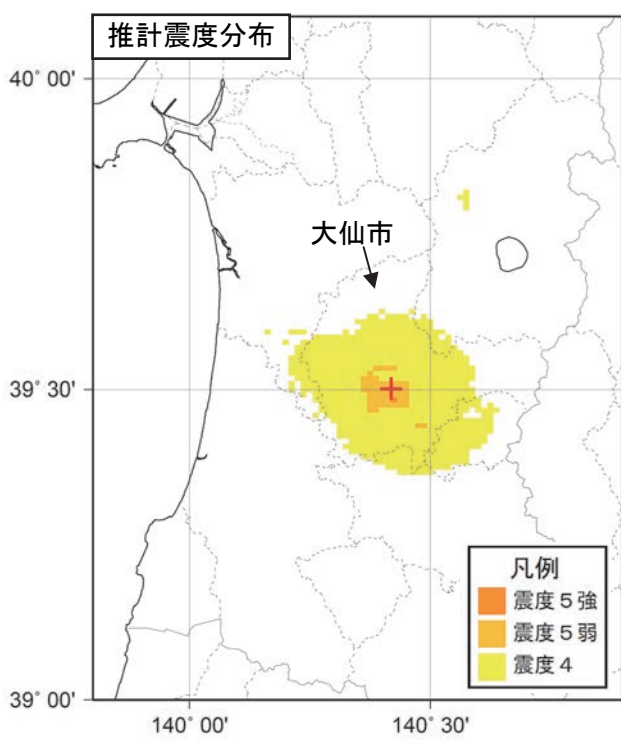 推計震度分布
40° 00'
大仙市
39° 30'
凡例
震度５強
震度５弱
震度４
39° 00'
140° 00'
140° 30'